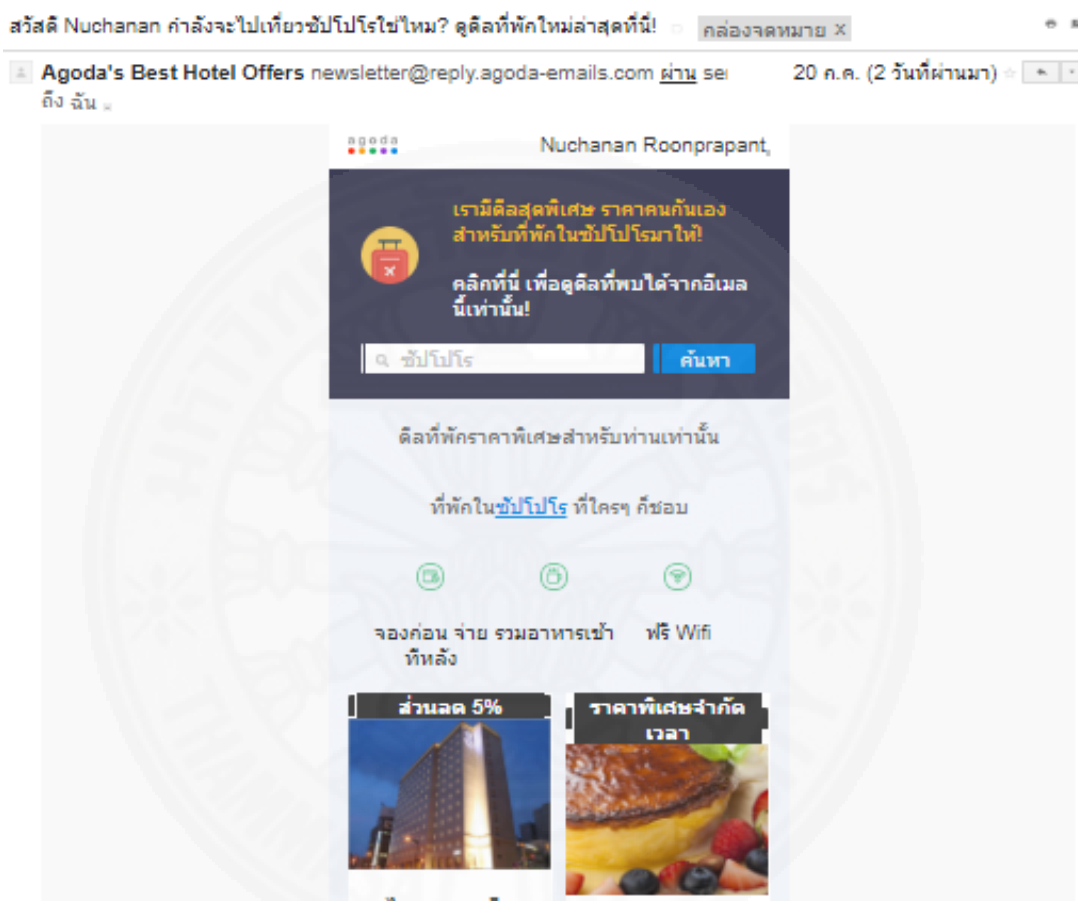 สวัสดี Nuchanan กำลังจะไปเที่ยวซัปโปโรใช่ไหม? ดูดีลที่พักใหม่ล่าสุดที่นี่! กล่องจดหมาย X
Agoda's Best Hotel Offers newsletter@reply.agoda-emails.com ผ่าน 20 ก.ค. (2 วันที่ผ่านมา)
ถึง ฉัน
agoda Nuchanan Roonprapant,
เรามีดีลสุดพิเศษ ราคาคนกันเอง
สำหรับที่พักในซัปโปโรมาให้!
คลิกที่นี่ เพื่อดูดีลที่พบได้จากอีเมล
นี้เท่านั้น!
ซัปโปโร ค้นหา
ดีลที่พักราคาพิเศษสำหรับท่านเท่านั้น
ที่พักในซัปโปโร ที่ใครๆ ก็ชอบ
จองก่อน จ่าย รวมอาหารเช้า ฟรี Wifi
ทีหลัง
ส่วนลด 5% ราคาพิเศษจำกัด
เวลา